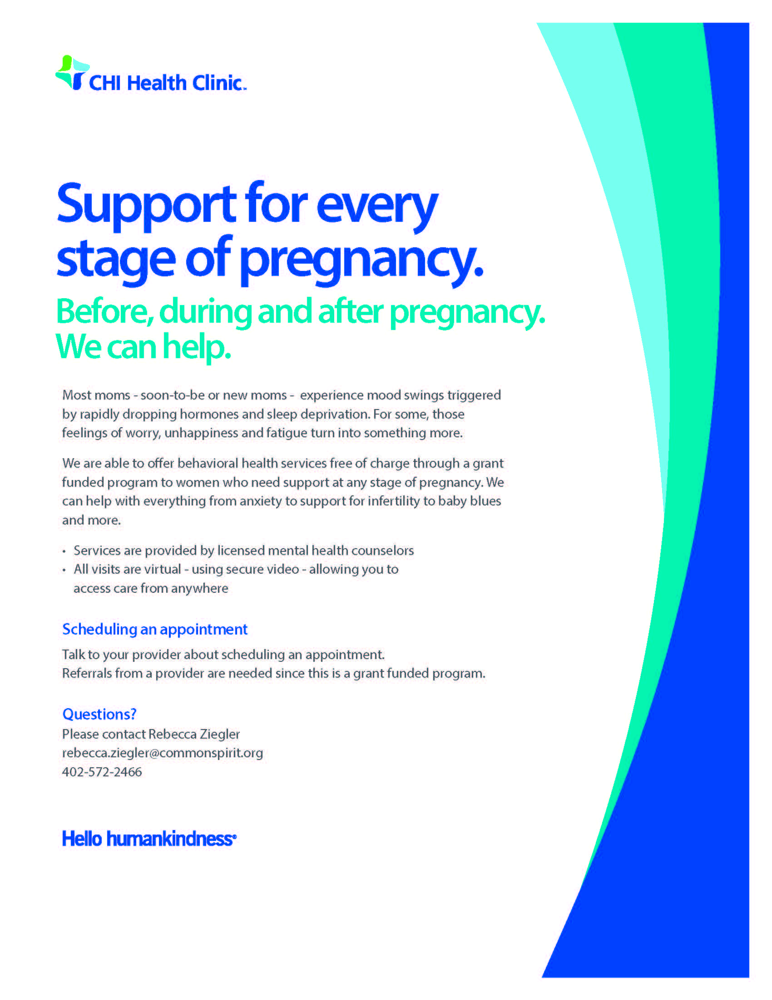 CHI Health Clinic™
Support for every
stage of pregnancy.
Before, during and after pregnancy.
We can help.
Most moms - soon-to-be or new moms -  experience mood swings triggered
by rapidly dropping hormones and sleep deprivation. For some, those
feelings of worry, unhappiness and fatigue turn into something more.
We are able to offer behavioral health services free of charge through a grant
funded program to women who need support at any stage of pregnancy. We
can help with everything from anxiety to support for infertility to baby blues
and more.
• Services are provided by licensed mental health counselors
• All visits are virtual - using secure video - allowing you to
access care from anywhere
Scheduling an appointment
Talk to your provider about scheduling an appointment.
Referrals from a provider are needed since this is a grant funded program.
Questions?
Please contact Rebecca Ziegler
rebecca.ziegler@commonspirit.org
402-572-2466
Hello humankindness®